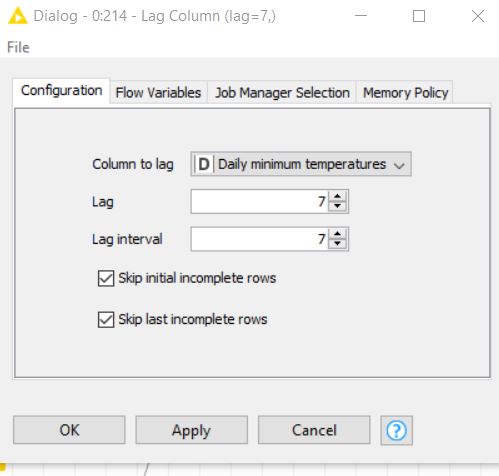 Dialog - 0:214 - Lag Column (lag=7,)
File
Configuration Flow Variables Job Manager Selection Memory Policy
Column to lag D Daily minimum temperatures
Lag 7
Lag interval 7
Skip initial incomplete rows
Skip last incomplete rows
OK Apply Cancel ?